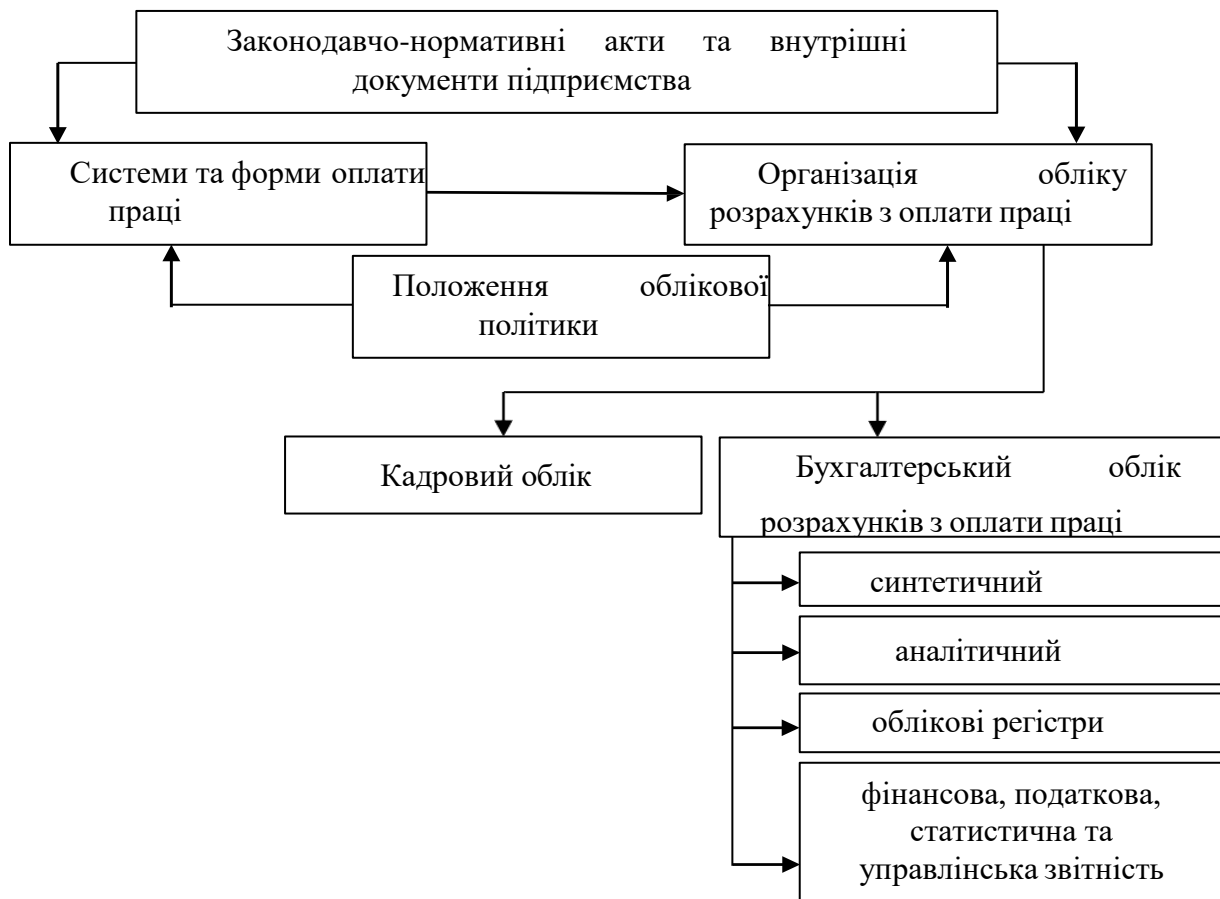 Законодавчо-нормативні акти та внутрішні
документи підприємства
Системи та форми оплати
праці
Організація обліку
розрахунків з оплати праці
Положення облікової
політики
Кадровий облік
Бухгалтерський облік
розрахунків з оплати праці
синтетичний
аналітичний
облікові регістри
фінансова, податкова,
статистична та
управлінська звітність